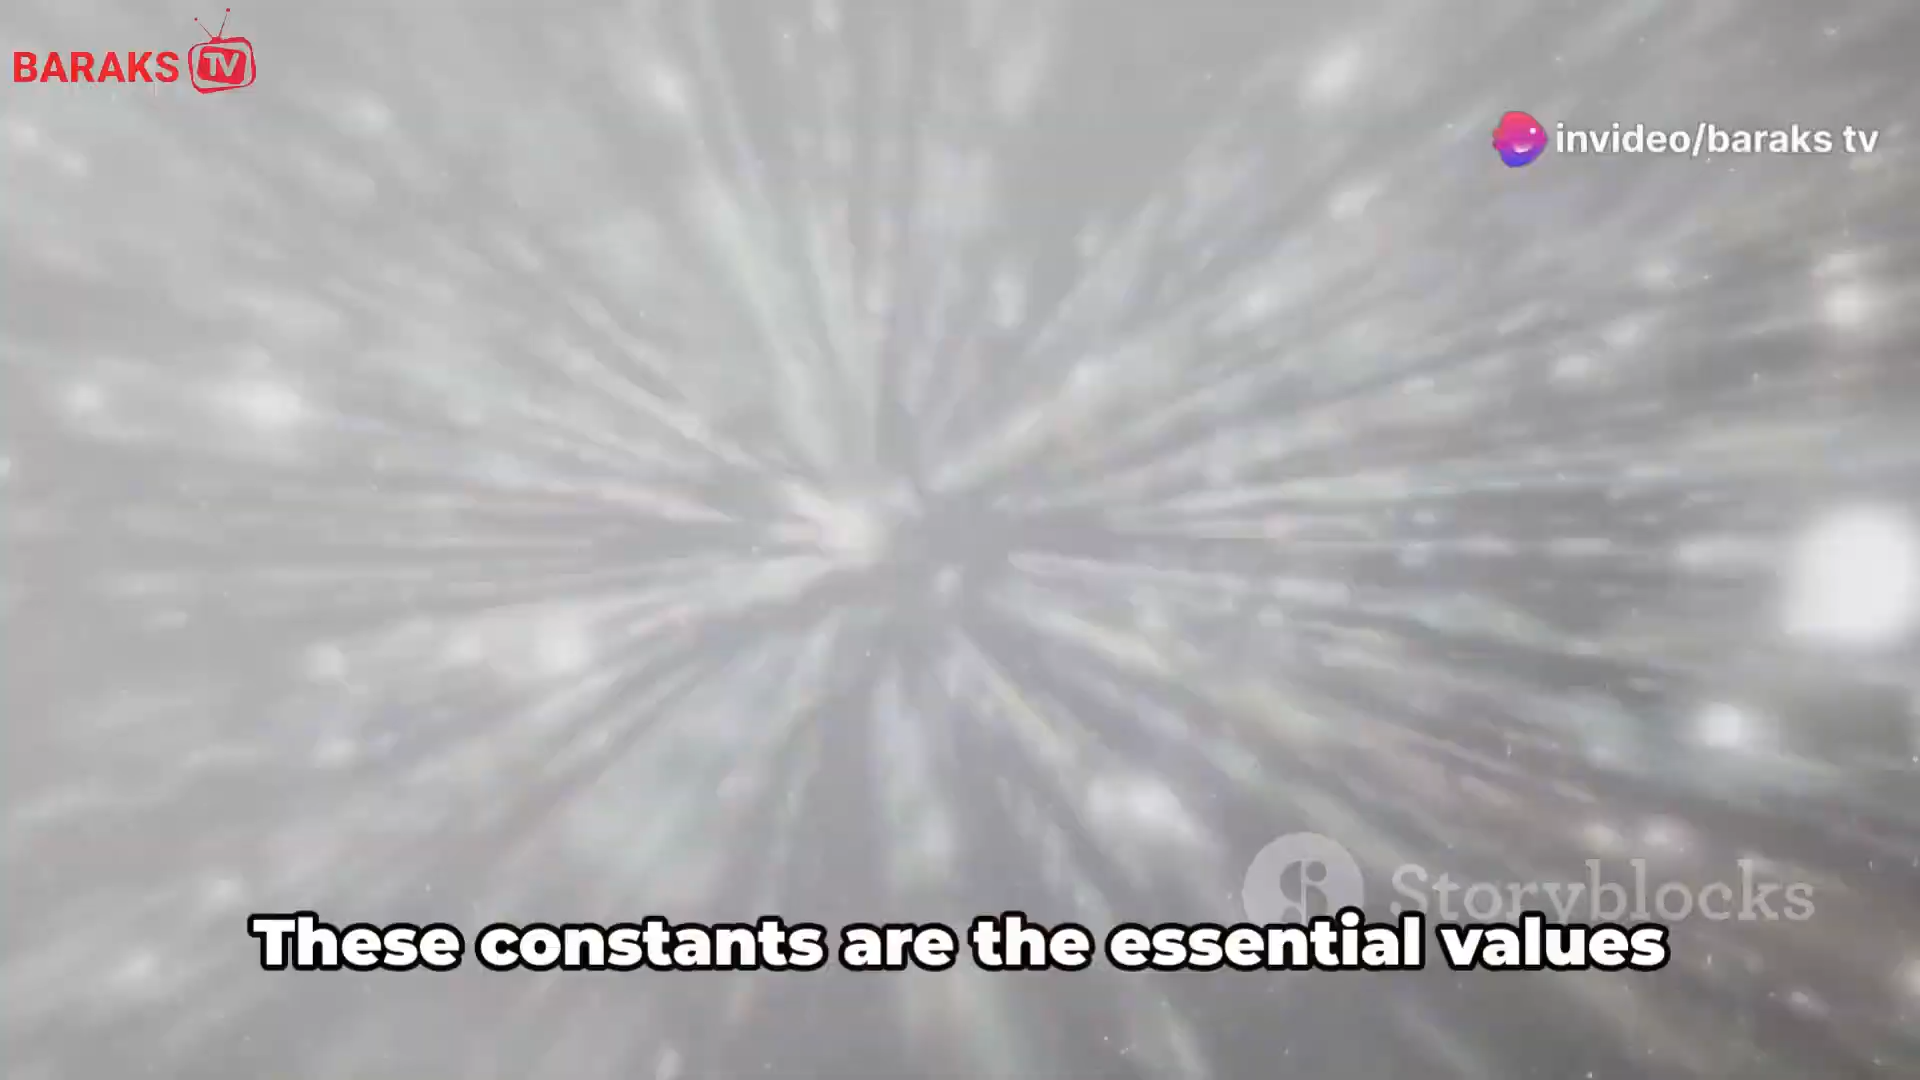 BARAKS TV
invideo/baraks tv
Storyblocks
These constants are the essential values